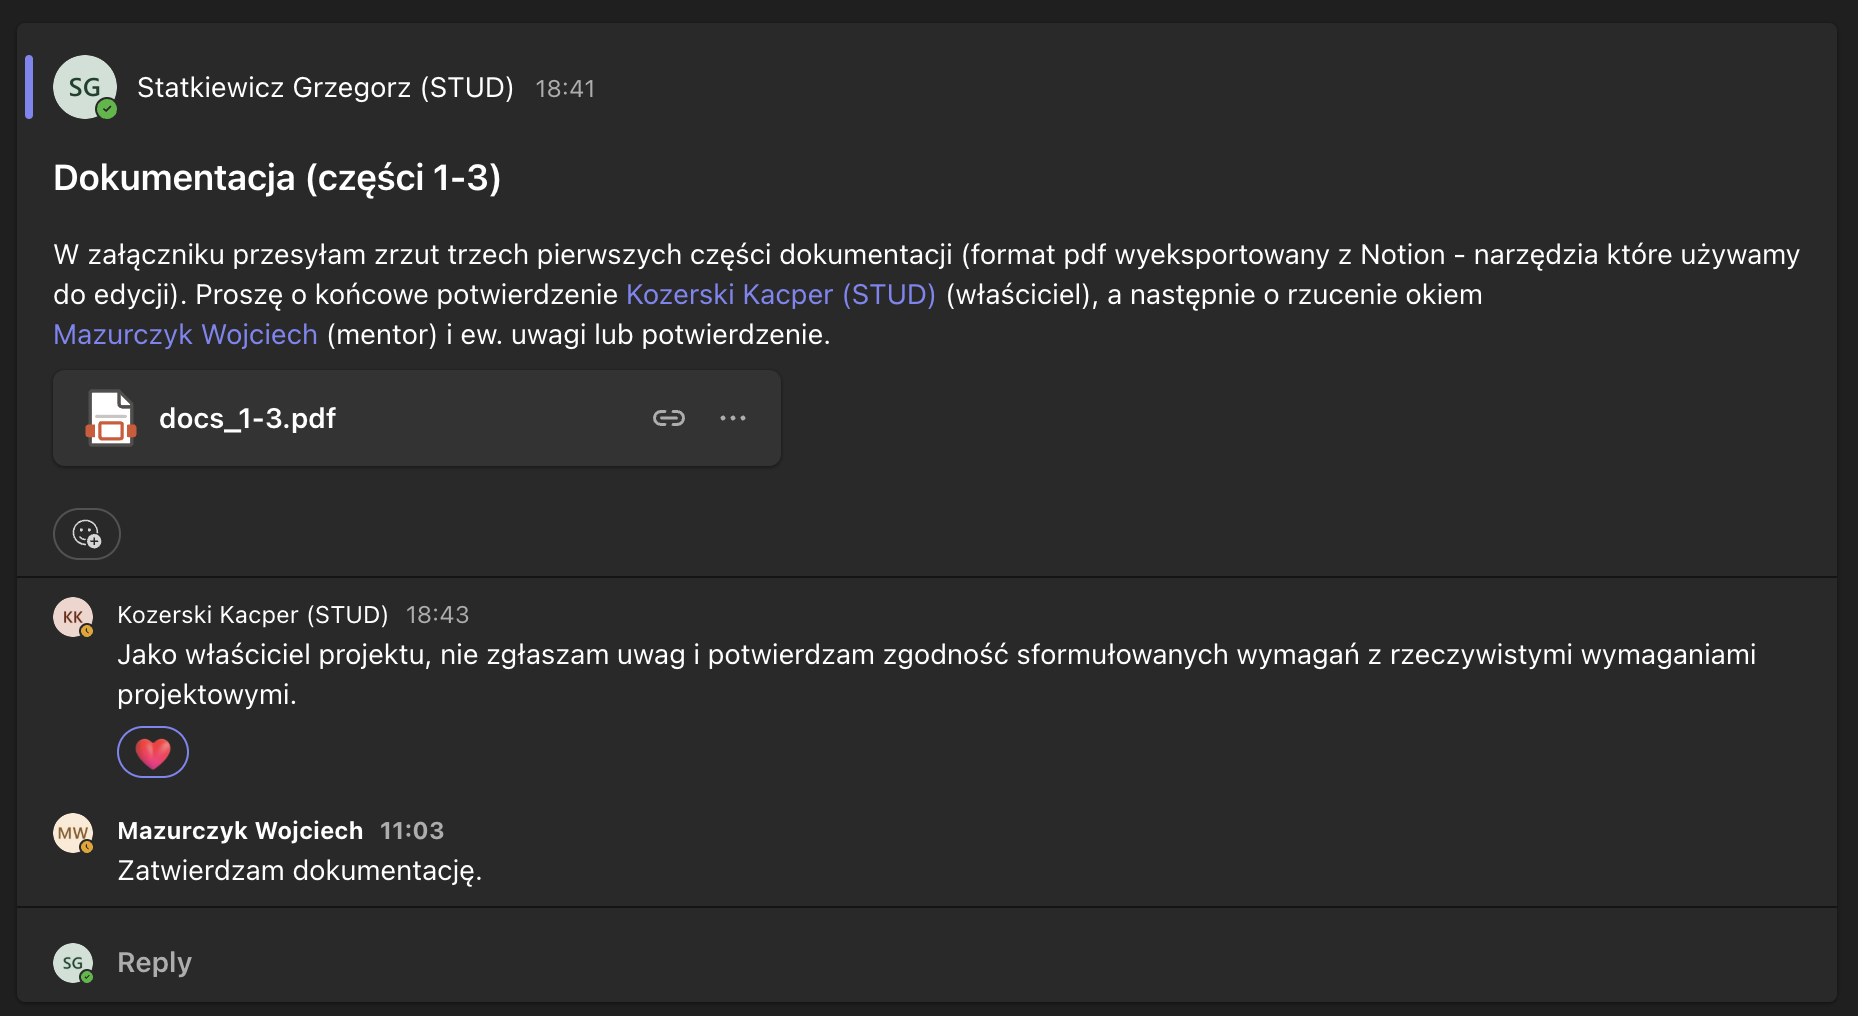 SG
Statkiewicz Grzegorz (STUD) 18:41
Dokumentacja (części 1-3)
W załączniku przesyłam zrzut trzech pierwszych części dokumentacji (format pdf wyeksportowany z Notion - narzędzia które używamy
do edycji). Proszę o końcowe potwierdzenie Kozerski Kacper (STUD) (właściciel), a następnie o rzucenie okiem
Mazurczyk Wojciech (mentor) i ew. uwagi lub potwierdzenie.
docs_1-3.pdf
KK
Kozerski Kacper (STUD) 18:43
Jako właściciel projektu, nie zgłaszam uwag i potwierdzam zgodność sformułowanych wymagań z rzeczywistymi wymaganiami
projektowymi.
MW
Mazurczyk Wojciech 11:03
Zatwierdzam dokumentację.
SG
Reply